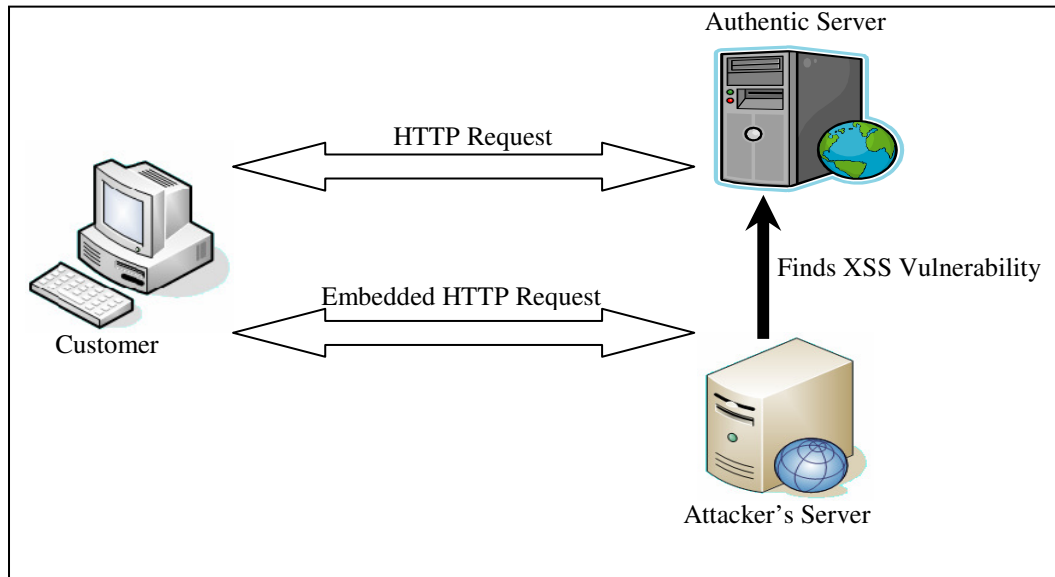 Authentic Server
HTTP Request
Finds XSS Vulnerability
Embedded HTTP Request
Customer
Attacker’s Server